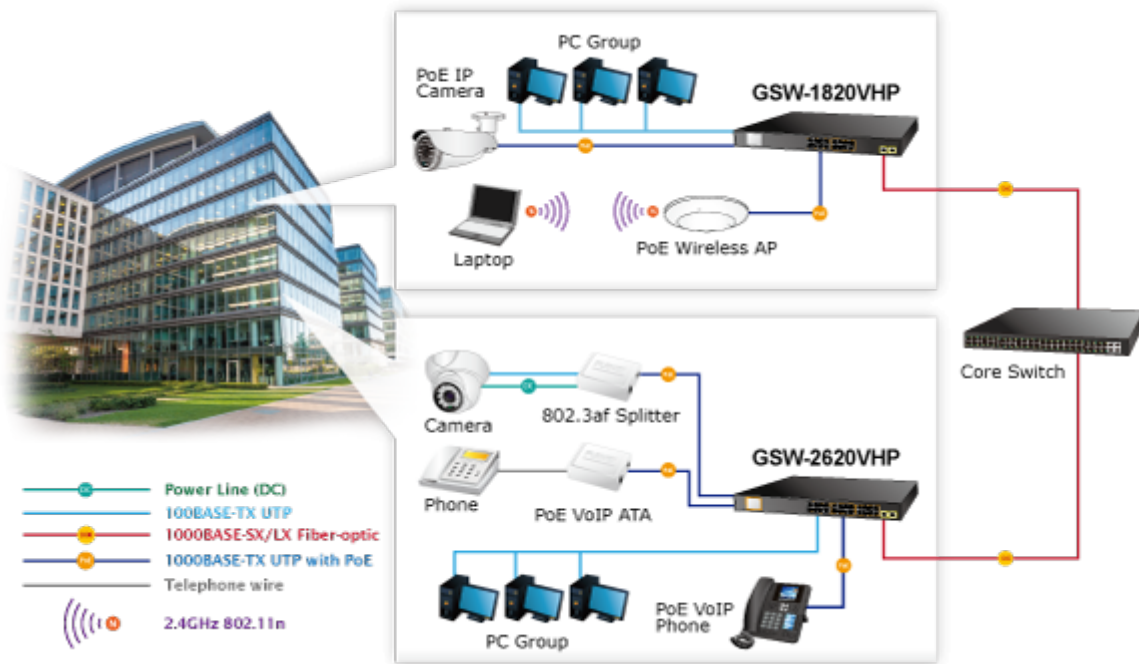 PC Group
PoE IP
Camera
GSW-1820VHP
Laptop
PoE Wireless AP
Core Switch
Camera
802.3af Splitter
GSW-2620VHP
Phone
PoE VoIP ATA
PC Group
PoE VoIP
Phone
Power Line (DC)
100BASE-TX UTP
1000BASE-SX/LX Fiber-optic
1000BASE-TX UTP with PoE
Telephone wire
2.4GHz 802.11n